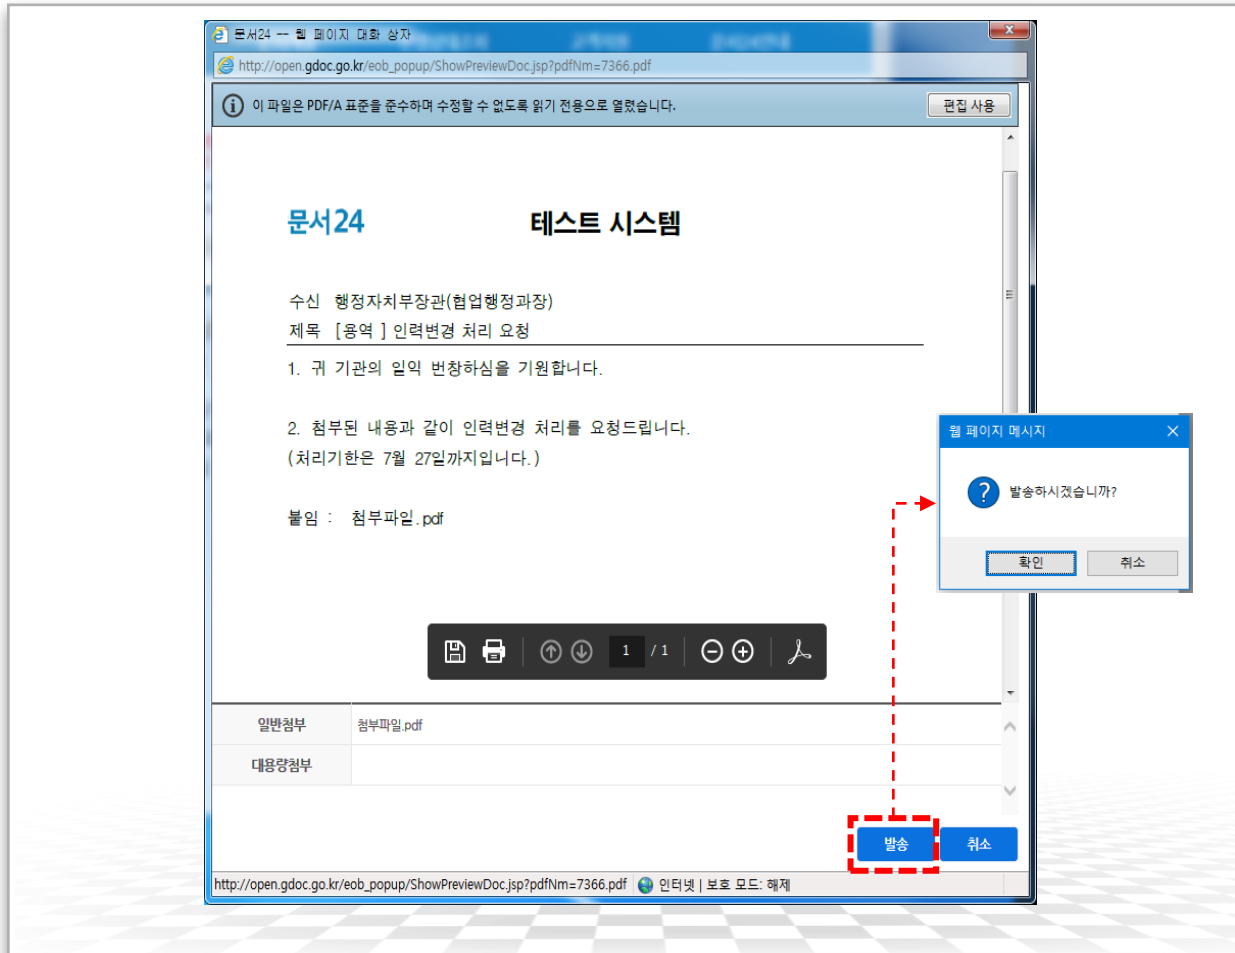 문서24 -- 웹 페이지 대화 상자
http://open.gdoc.go.kr/eob_popup/ShowPreviewDoc.jsp?pdfNm=7366.pdf
이 파일은 PDF/A 표준을 준수하며 수정할 수 없도록 읽기 전용으로 열렸습니다.
편집 사용
문서24
테스트 시스템
수신 행정자치부장관(협업행정과장)
제목 [용역 ] 인력변경 처리 요청
1. 귀 기관의 일익 번창하심을 기원합니다.
2. 첨부된 내용과 같이 인력변경 처리를 요청드립니다.
(처리기한은 7월 27일까지입니다.)
붙임 : 첨부파일.pdf
웹 페이지 메시지
발송하시겠습니까?
확인 취소
1 / 1
일반첨부 첨부파일.pdf
대용량첨부
발송 취소
http://open.gdoc.go.kr/eob_popup/ShowPreviewDoc.jsp?pdfNm=7366.pdf 인터넷 | 보호 모드: 해제